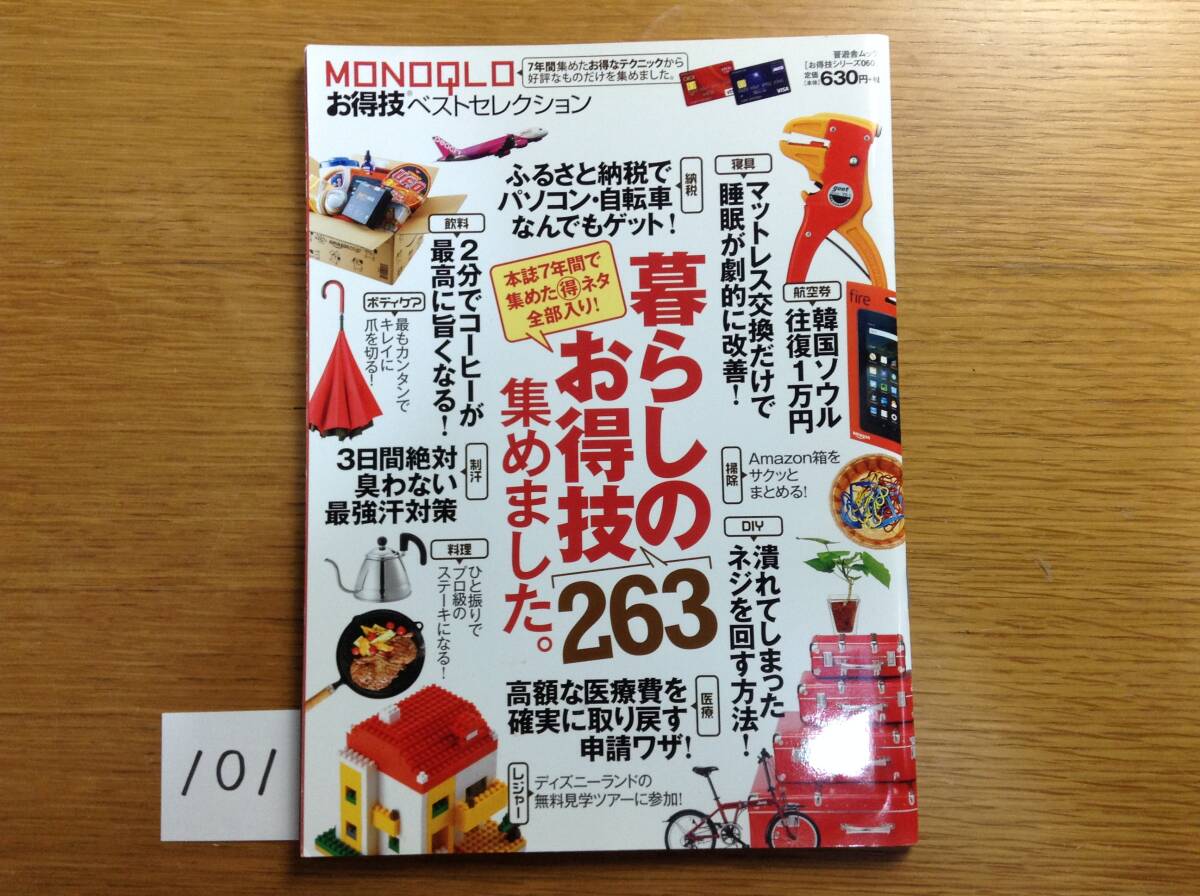 MONOQLO
7年間集めたお得なテクニックから
好評なものだけを集めました。
お得技®ベストセレクション
晋遊舎ムック
【お得技シリーズ060】
定価
[本体]630円+税
VISA
VISA
納税
ふるさと納税で
パソコン・自転車
なんでもゲット!
寝具
マットレス交換だけで
睡眠が劇的に改善!
goot
飲料
2分でコーヒーが
最高に旨くなる!
本誌7年間で
集めた得ネタ
全部入り!
航空券
韓国ソウル
往復1万円
fire
ボディケア
最もカンタンで
キレイに
爪を切る!
暮らしの
お得技
263
集めました。
制汗
3日間絶対
臭わない
最強汗対策
掃除
Amazon箱を
サクッと
まとめる!
DIY
潰れてしまった
ネジを回す方法!
料理
ひと振りで
プロ級の
ステーキになる!
医療
高額な医療費を
確実に取り戻す
申請ワザ!
レジャー
ディズニーランドの
無料見学ツアーに参加!
101